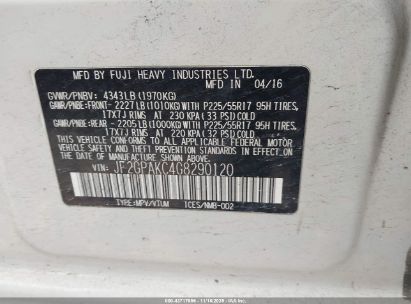 MFD. BY FUJI HEAVY INDUSTRIES LTD.
GVWR/PNBV: 4343LB (1970KG) 04/16
GAWR/PNBE:FRONT- 2227LB (1010KG) WITH P225/55R17 95H TIRES,
17X7J RIMS AT 230 KPA (33 PSI) COLD
GAWR/PNBE:REAR - 2205LB (1000KG) WITH P225/55R17 95H TIRES,
17X7J RIMS AT 220 KPA (32 PSI) COLD
THIS VEHICLE CONFORMS TO ALL APPLICABLE FEDERAL MOTOR VEHICLE
SAFETY AND THEFT PREVENTION STANDARDS IN EFFECT ON THE DATE OF
MANUFACTURE SHOWN ABOVE.
VIN: JF2GPAKC4G8290120
TYPE:MPV/VTUM ICES/NMB-002